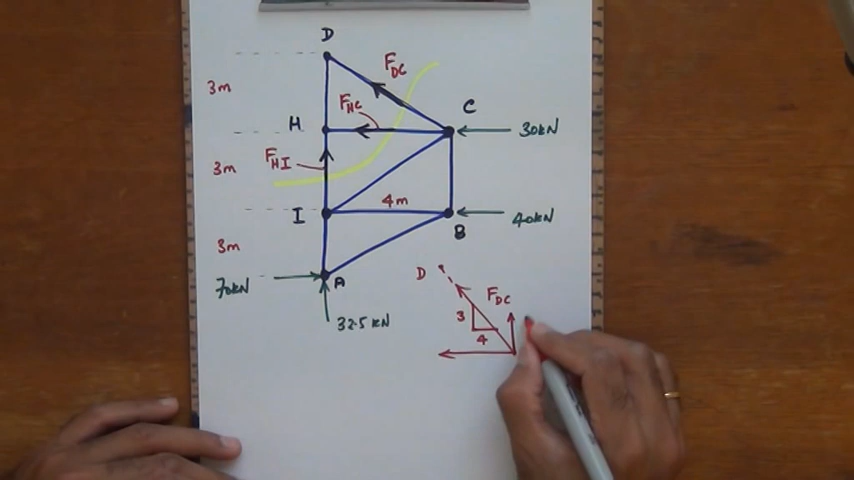 D
3m
F_DC
F_HC
C
H
30kN
F_HI
3m
4m
I
40kN
B
3m
D
A
70kN
F_DC
3
32.5 kN
4